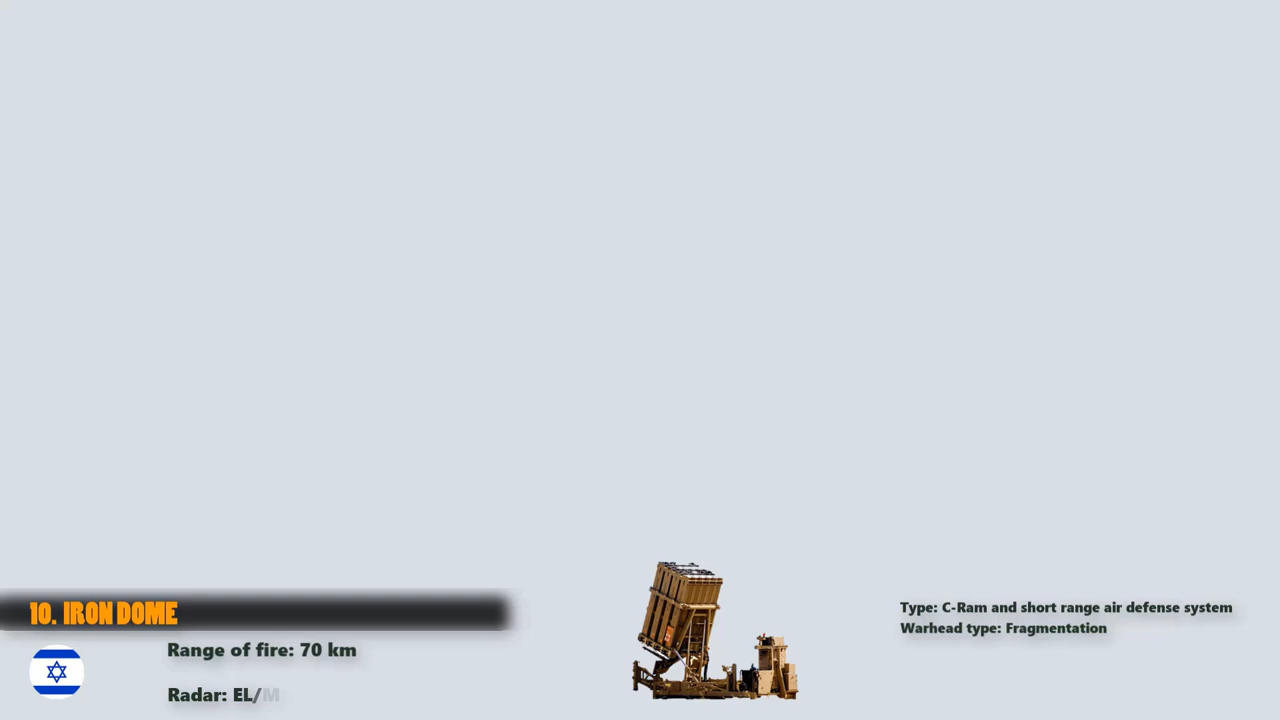 10. IRON DOME
Range of fire: 70 km
Radar: EL/M
Type: C-Ram and short range air defense system
Warhead type: Fragmentation